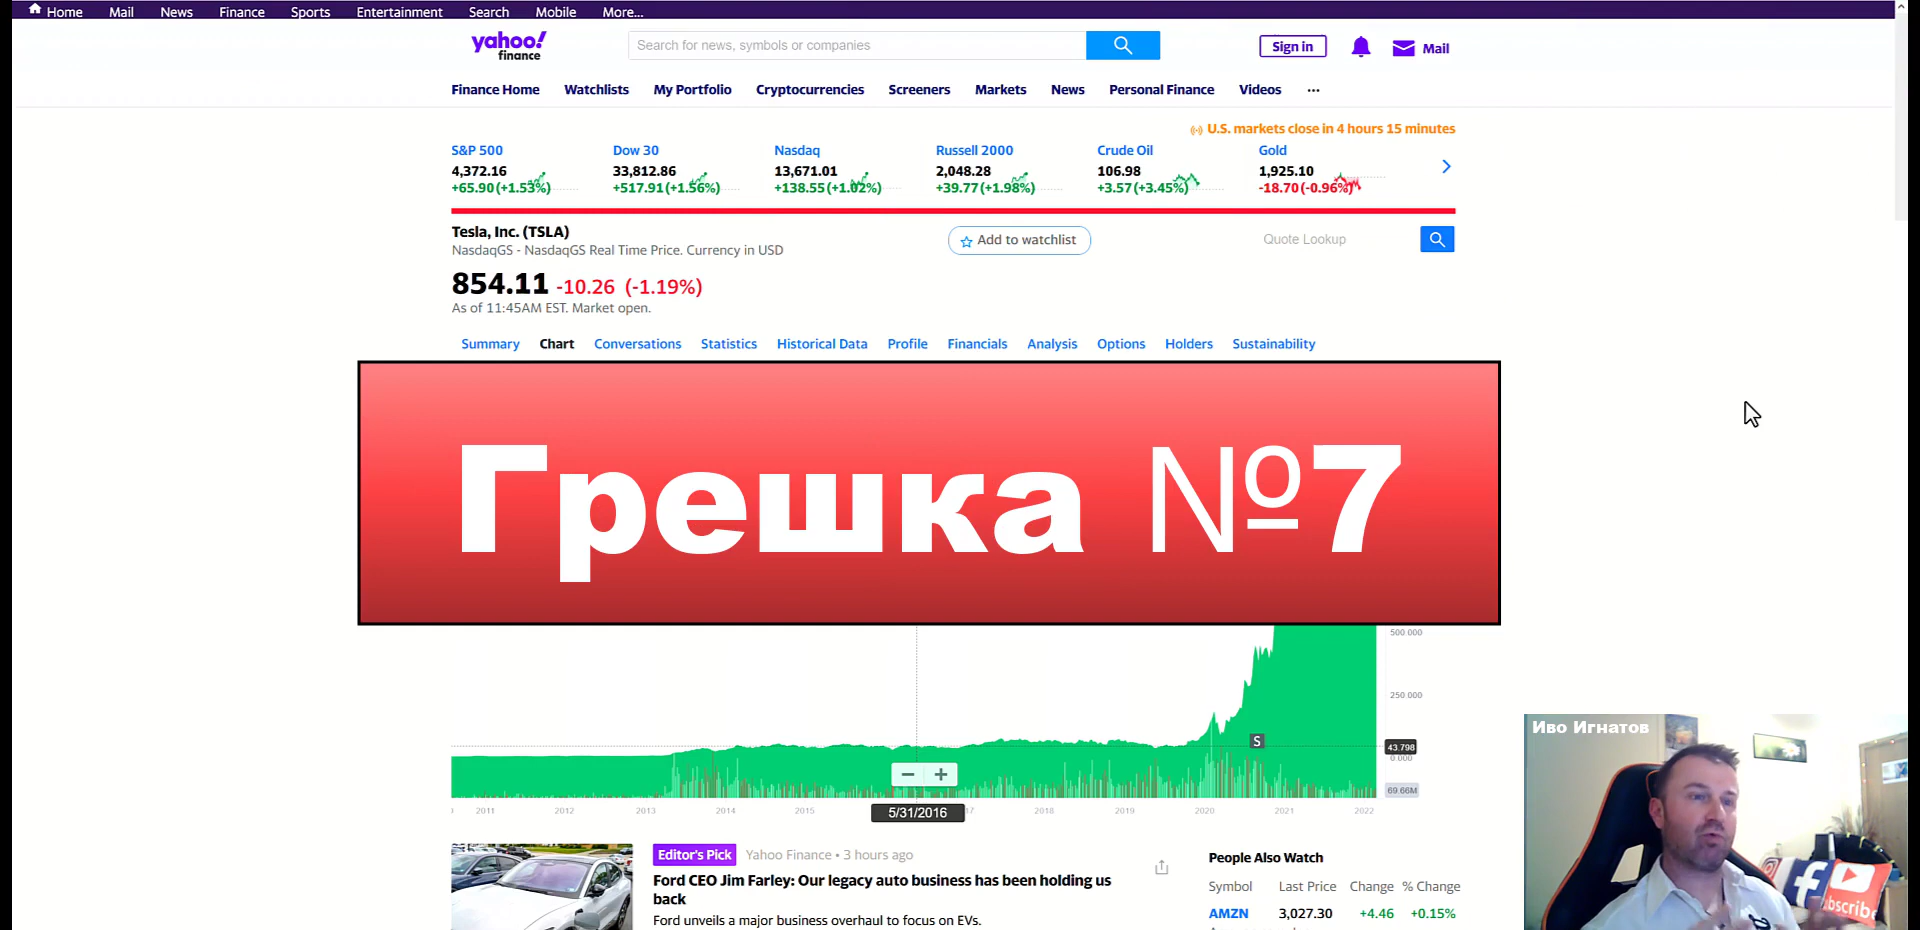 Home Mail News Finance Sports Entertainment Search Mobile More...
yahoo!
finance
Search for news, symbols or companies
Sign in
Mail
Finance Home Watchlists My Portfolio Cryptocurrencies Screeners Markets News Personal Finance Videos ...
U.S. markets close in 4 hours 15 minutes
S&P 500 Dow 30 Nasdaq Russell 2000 Crude Oil Gold
4,372.16 33,812.86 13,671.01 2,048.28 106.98 1,925.10
+65.90 (+1.53%) +517.91 (+1.56%) +138.55 (+1.02%) +39.77 (+1.98%) +3.57 (+3.45%) -18.70 (-0.96%)
Tesla, Inc. (TSLA)
NasdaqGS - NasdaqGS Real Time Price. Currency in USD
Add to watchlist
Quote Lookup
854.11 -10.26 (-1.19%)
As of 11:45AM EST. Market open.
Summary Chart Conversations Statistics Historical Data Profile Financials Analysis Options Holders Sustainability
Грешка №7
500.000
250.000
S
43.798
0.000
69.66M
2011 2012 2013 2014 2015 5/31/2016 17 2018 2019 2020 2021 2022
Иво Игнатов
Editor's Pick Yahoo Finance • 3 hours ago
Ford CEO Jim Farley: Our legacy auto business has been holding us
back
Ford unveils a major business overhaul to focus on EVs.
People Also Watch
Symbol Last Price Change % Change
AMZN 3,027.30 +4.46 +0.15%